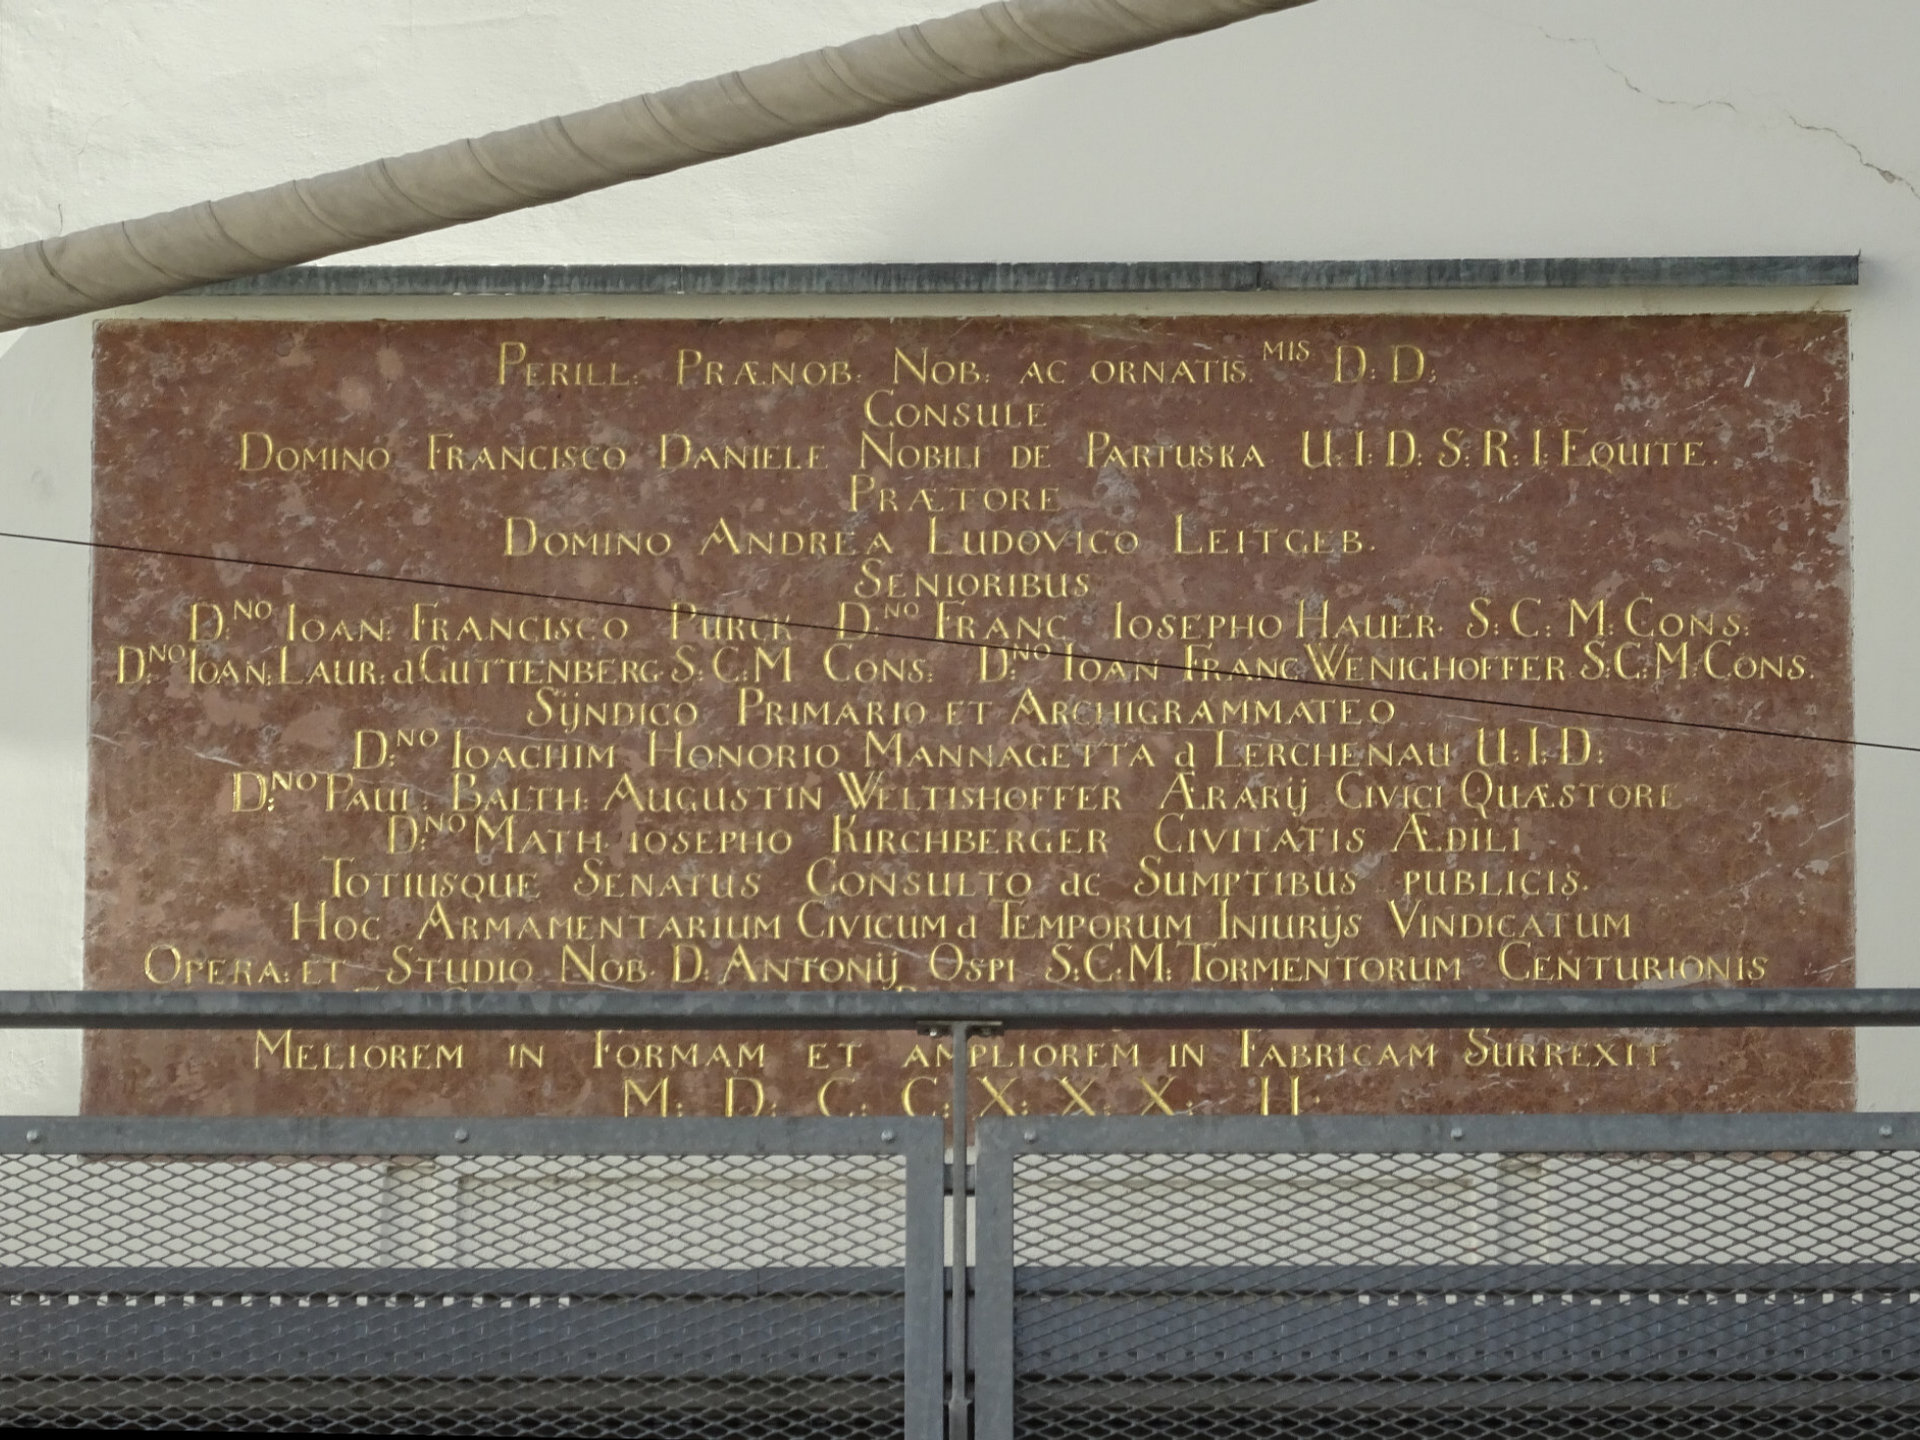 PERILL: PRÆNOB. NOB: AC ORNATIS.MIS D: D;
CONSULE
DOMINO FRANCISCO DANIELE NOBILI DE PARTUSKA U:I:D: S: R: I: EQUITE.
PRÆTORE
DOMINO ANDREA LUDOVICO LEITGEB.
SENIORIBUS
D:NO IOAN: FRANCISCO PURCK D:NO FRANC IOSEPHO HAUER: S: C: M: CONS:
D:NO IOAN: LAUR: a GUTTENBERG S: C: M CONS: D:NO IOAN FRANC WENIGHOFFER S:C:M: CONS.
SŸNDICO PRIMARIO ET ARCHIGRAMMATEO
D:NO IOACHIM HONORIO MANNAGETTA a LERCHENAU U: I: D:
D:NO PAUL: BALTH: AUGUSTIN WELTISHOFFER ÆRARIJ CIVICI QUÆSTORE
D:NO MATH: IOSEPHO KIRCHBERGER CIVITATIS ÆDILI
TOTIUSQUE SENATUS CONSULTO ac SUMPTIBUS PUBLICIS.
HOC ARMAMENTARIUM CIVICUM a TEMPORUM INIURIJS VINDICATUM
OPERA: ET STUDIO NOB: D: ANTONIJ OSPI S:C:M: TORMENTORUM CENTURIONIS
MELIOREM IN FORMAM ET AMPLIOREM IN FABRICAM SURREXIT
M: D: C: C: X: X: X: II: